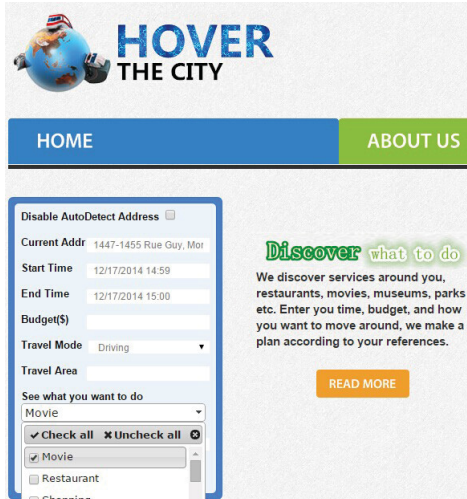 HOVER
THE CITY
HOME
ABOUT US
Disable AutoDetect Address
Current Addr 1447-1455 Rue Guy, Mor
Start Time 12/17/2014 14:59
End Time 12/17/2014 15:00
Budget($)
Travel Mode Driving
Travel Area
See what you want to do
Movie
Check all Uncheck all
Movie
Restaurant
Shopping
Discover what to do
We discover services around you,
restaurants, movies, museums, parks
etc. Enter you time, budget, and how
you want to move around, we make a
plan according to your references.
READ MORE